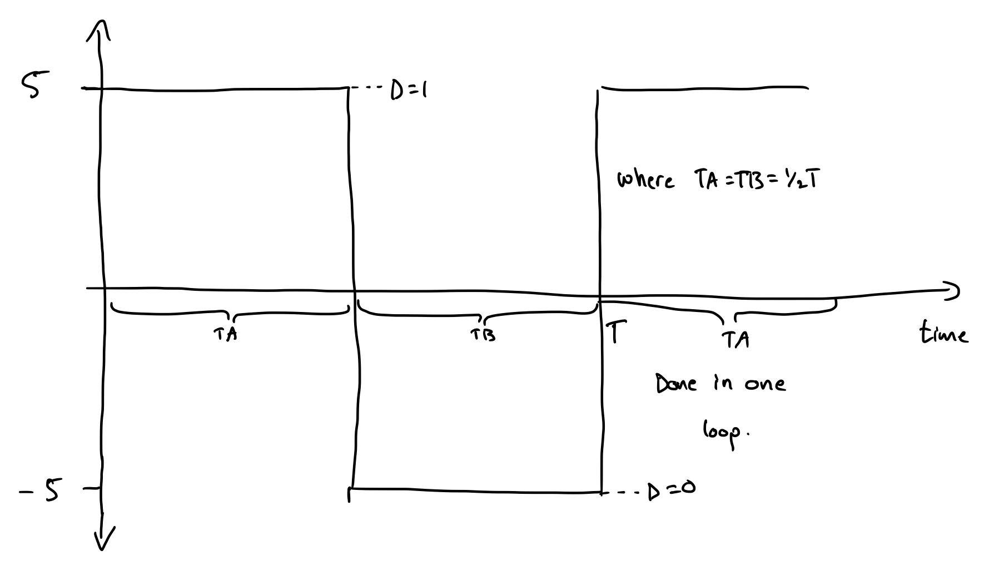 5
D=1
where TA=TB=½T
TA
TB
T
TA
time
Done in one
loop.
-5
D=0